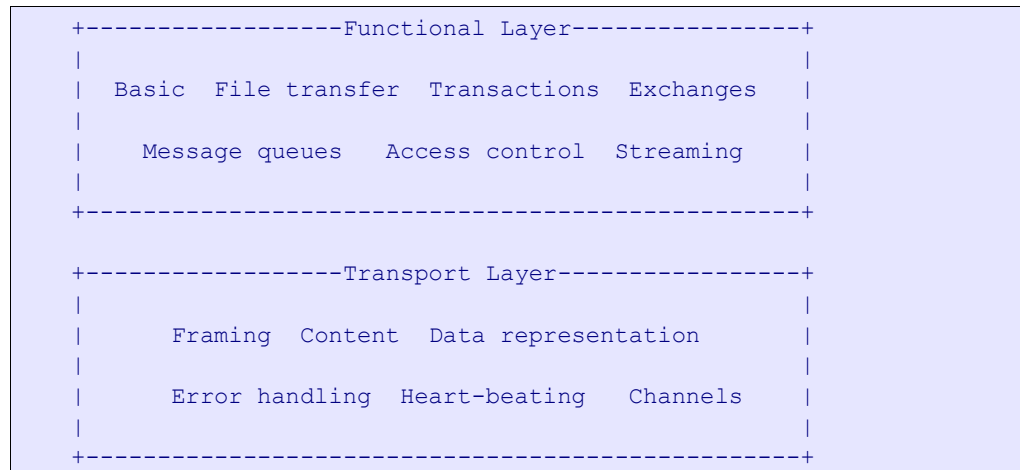 +------------------Functional Layer----------------+
|                                                  |
|  Basic  File transfer  Transactions  Exchanges   |
|                                                  |
|    Message queues   Access control  Streaming    |
|                                                  |
+--------------------------------------------------+
+------------------Transport Layer-----------------+
|                                                  |
|      Framing  Content  Data representation       |
|                                                  |
|      Error handling  Heart-beating   Channels    |
|                                                  |
+--------------------------------------------------+